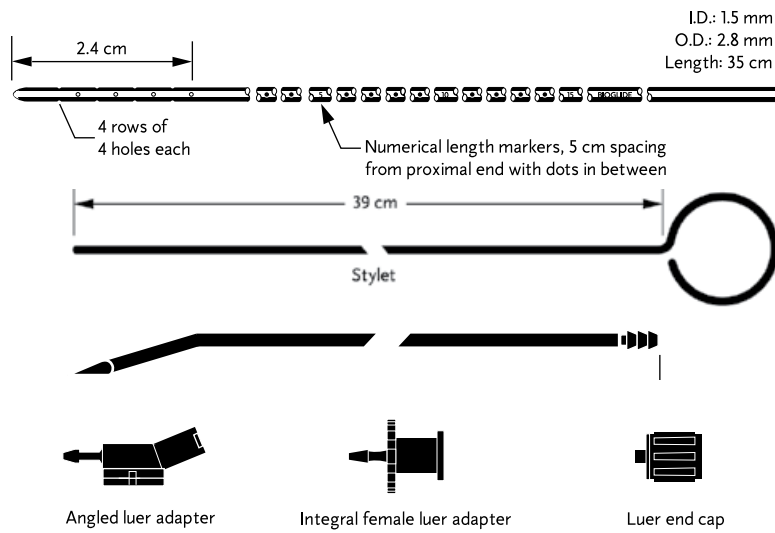 I.D.: 1.5 mm
O.D.: 2.8 mm
Length: 35 cm
2.4 cm
5
10
15
BIOGLIDE
4 rows of
4 holes each
Numerical length markers, 5 cm spacing
from proximal end with dots in between
39 cm
Stylet
Angled luer adapter
Integral female luer adapter
Luer end cap